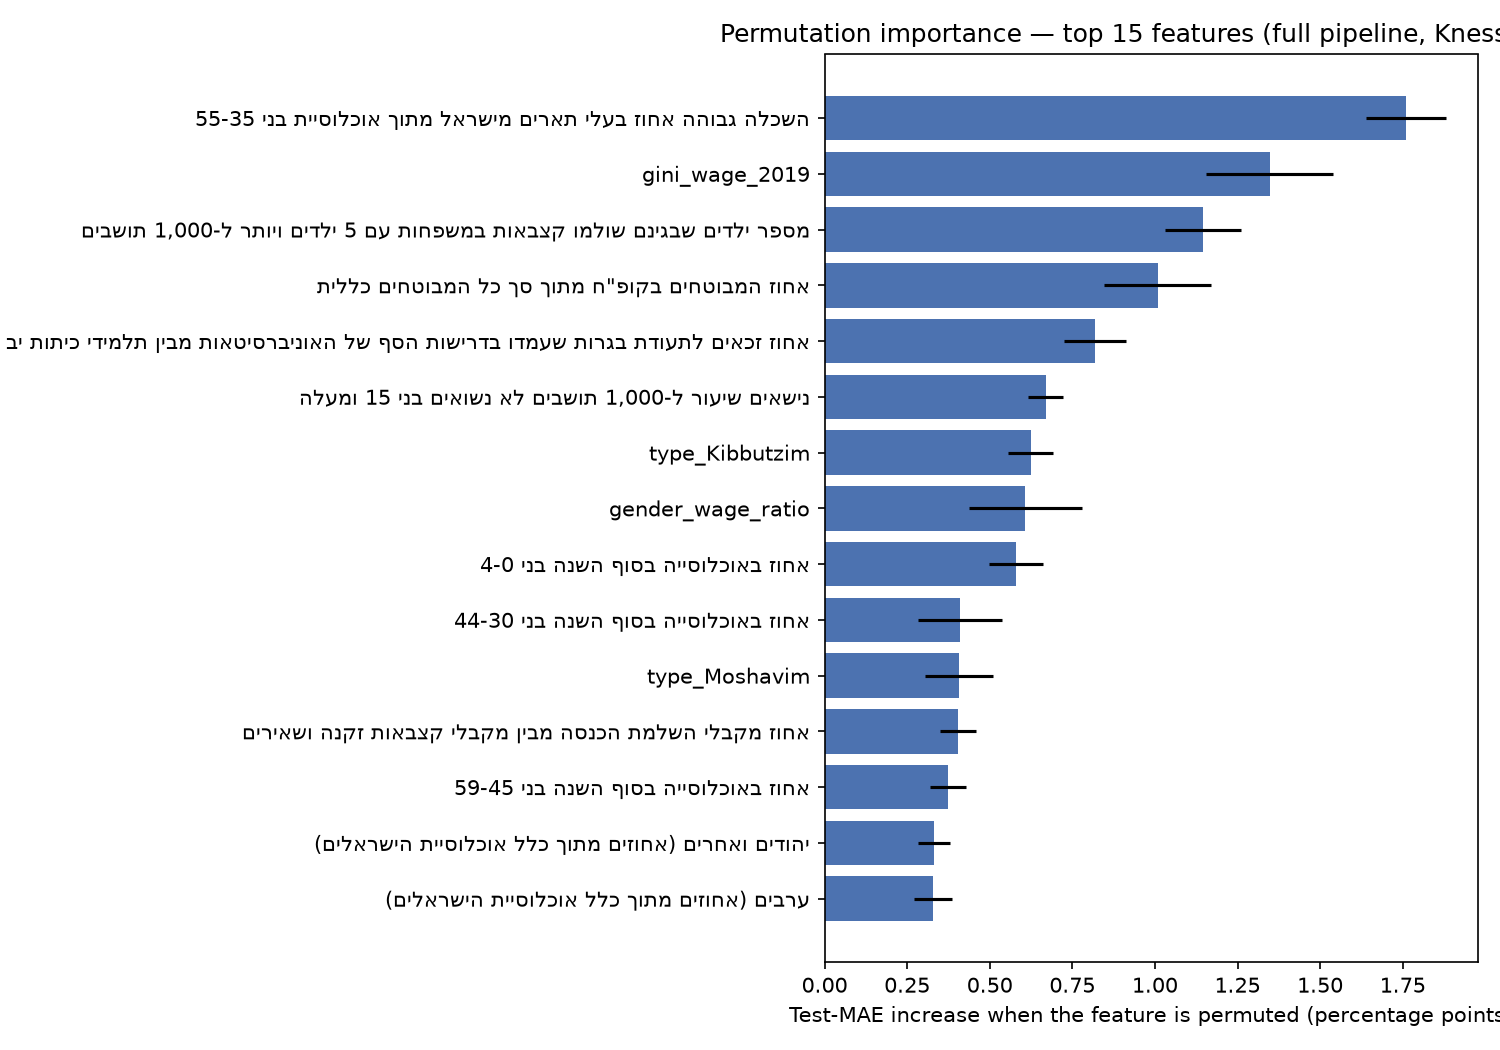 Permutation importance — top 15 features (full pipeline, Kness
השכלה גבוהה אחוז בעלי תארים מישראל מתוך אוכלוסיית בני 55-35
gini_wage_2019
מספר ילדים שבגינם שולמו קצבאות במשפחות עם 5 ילדים ויותר ל-1,000 תושבים
אחוז המבוטחים בקופ"ח מתוך סך כל המבוטחים כללית
אחוז זכאים לתעודת בגרות שעמדו בדרישות הסף של האוניברסיטאות מבין תלמידי כיתות יב
נישאים שיעור ל-1,000 תושבים לא נשואים בני 15 ומעלה
type_Kibbutzim
gender_wage_ratio
אחוז באוכלוסייה בסוף השנה בני 4-0
אחוז באוכלוסייה בסוף השנה בני 44-30
type_Moshavim
אחוז מקבלי השלמת הכנסה מבין מקבלי קצבאות זקנה ושאירים
אחוז באוכלוסייה בסוף השנה בני 59-45
יהודים ואחרים (אחוזים מתוך כלל אוכלוסיית הישראלים)
ערבים (אחוזים מתוך כלל אוכלוסיית הישראלים)
0.00 0.25 0.50 0.75 1.00 1.25 1.50 1.75
Test-MAE increase when the feature is permuted (percentage points